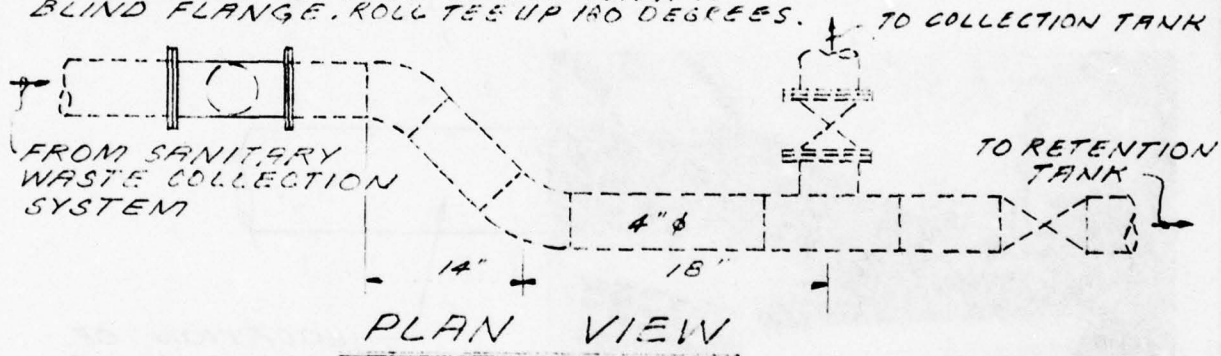 BLIND FLANGE. ROLL TEE UP 180 DEGREES.
TO COLLECTION TANK
FROM SANITARY
WASTE COLLECTION
SYSTEM
TO RETENTION
TANK
4"φ
14"
18"
PLAN VIEW